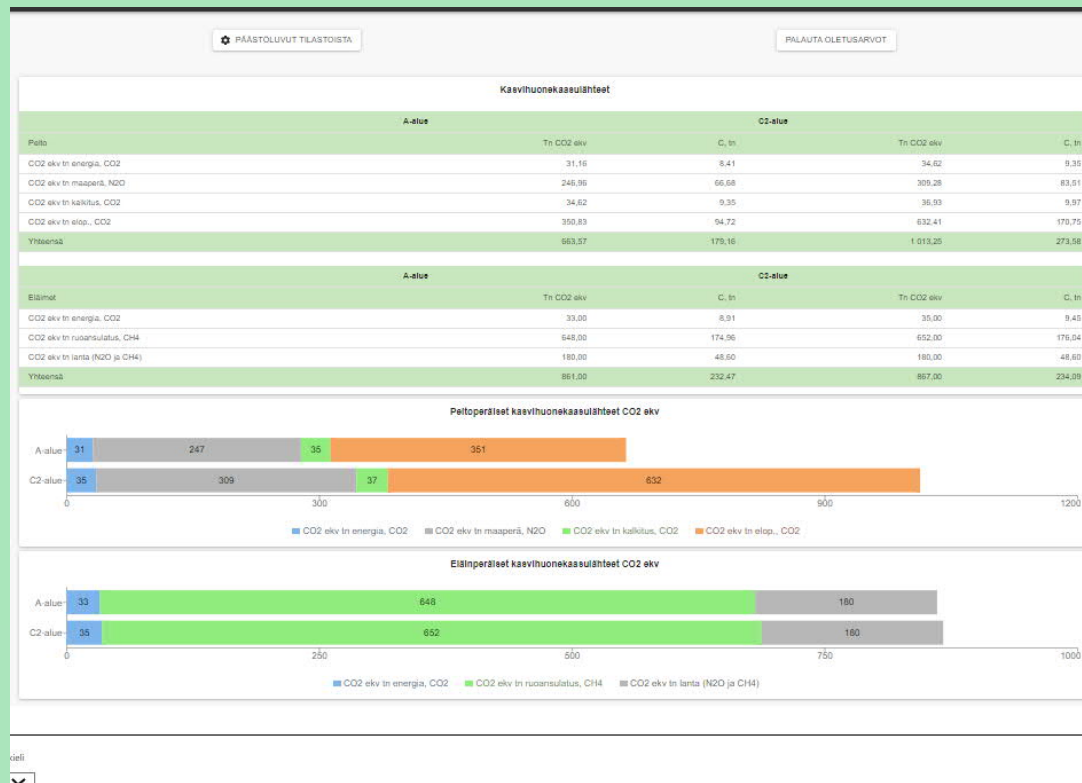 PÄÄSTÖLUVUT TILASTOISTA PALAUTA OLETUSARVOT
Kasvihuonekaasulähteet
A-alue C2-alue
Pelto Tn CO2 ekv C, tn Tn CO2 ekv C, tn
CO2 ekv tn energia, CO2 31,16 8,41 34,62 9,35
CO2 ekv tn maaperä, N2O 246,96 66,68 309,28 83,51
CO2 ekv tn kalkitus, CO2 34,62 9,35 36,93 9,97
CO2 ekv tn elop., CO2 350,83 94,72 632,41 170,75
Yhteensä 663,57 179,16 1 013,25 273,58
A-alue C2-alue
Eläimet Tn CO2 ekv C, tn Tn CO2 ekv C, tn
CO2 ekv tn energia, CO2 33,00 8,91 35,00 9,45
CO2 ekv tn ruoansulatus, CH4 648,00 174,96 652,00 176,04
CO2 ekv tn lanta (N2O ja CH4) 180,00 48,60 180,00 48,60
Yhteensä 861,00 232,47 867,00 234,09
Peltoperäiset kasvihuonekaasulähteet CO2 ekv
A-alue 31 247 35 351
C2-alue 35 309 37 632
0 300 600 900 1200
CO2 ekv tn energia, CO2 CO2 ekv tn maaperä, N2O CO2 ekv tn kalkitus, CO2 CO2 ekv tn elop., CO2
Eläinperäiset kasvihuonekaasulähteet CO2 ekv
A-alue 33 648 180
C2-alue 35 652 180
0 250 500 750 1000
CO2 ekv tn energia, CO2 CO2 ekv tn ruoansulatus, CH4 CO2 ekv tn lanta (N2O ja CH4)
kieli